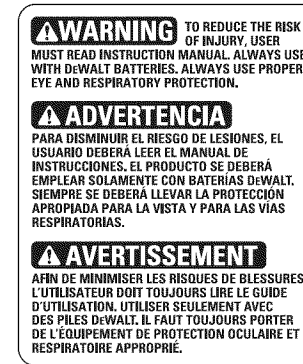 WARNING TO REDUCE THE RISK
OF INJURY, USER
MUST READ INSTRUCTION MANUAL. ALWAYS USE
WITH DEWALT BATTERIES. ALWAYS USE PROPER
EYE AND RESPIRATORY PROTECTION.
ADVERTENCIA
PARA DISMINUIR EL RIESGO DE LESIONES, EL
USUARIO DEBERÁ LEER EL MANUAL DE
INSTRUCCIONES. EL PRODUCTO SE DEBERÁ
EMPLEAR SOLAMENTE CON BATERÍAS DEWALT.
SIEMPRE SE DEBERÁ LLEVAR LA PROTECCIÓN
APROPIADA PARA LA VISTA Y PARA LAS VÍAS
RESPIRATORIAS.
AVERTISSEMENT
AFIN DE MINIMISER LES RISQUES DE BLESSURES
L'UTILISATEUR DOIT TOUJOURS LIRE LE GUIDE
D'UTILISATION. UTILISER SEULEMENT AVEC
DES PILES DEWALT. IL FAUT TOUJOURS PORTER
DE L'ÉQUIPEMENT DE PROTECTION OCULAIRE ET
RESPIRATOIRE APPROPRIÉ.